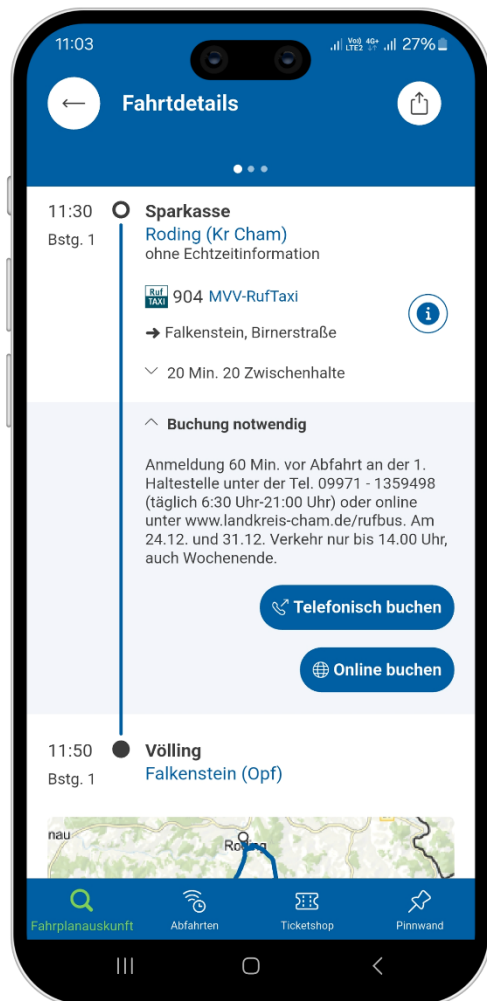 11:03
Vo)) 4G+ 27%
LTE2
Fahrtdetails
11:30 Sparkasse
Bstg. 1 Roding (Kr Cham)
ohne Echtzeitinformation
Ruf TAXI 904 MVV-RufTaxi
→ Falkenstein, Birnerstraße
20 Min. 20 Zwischenhalte
Buchung notwendig
Anmeldung 60 Min. vor Abfahrt an der 1.
Haltestelle unter der Tel. 09971 - 1359498
(täglich 6:30 Uhr-21:00 Uhr) oder online
unter www.landkreis-cham.de/rufbus. Am
24.12. und 31.12. Verkehr nur bis 14.00 Uhr,
auch Wochenende.
Telefonisch buchen
Online buchen
11:50 Völling
Bstg. 1 Falkenstein (Opf)
nau
Roding
Fahrplanauskunft Abfahrten Ticketshop Pinnwand